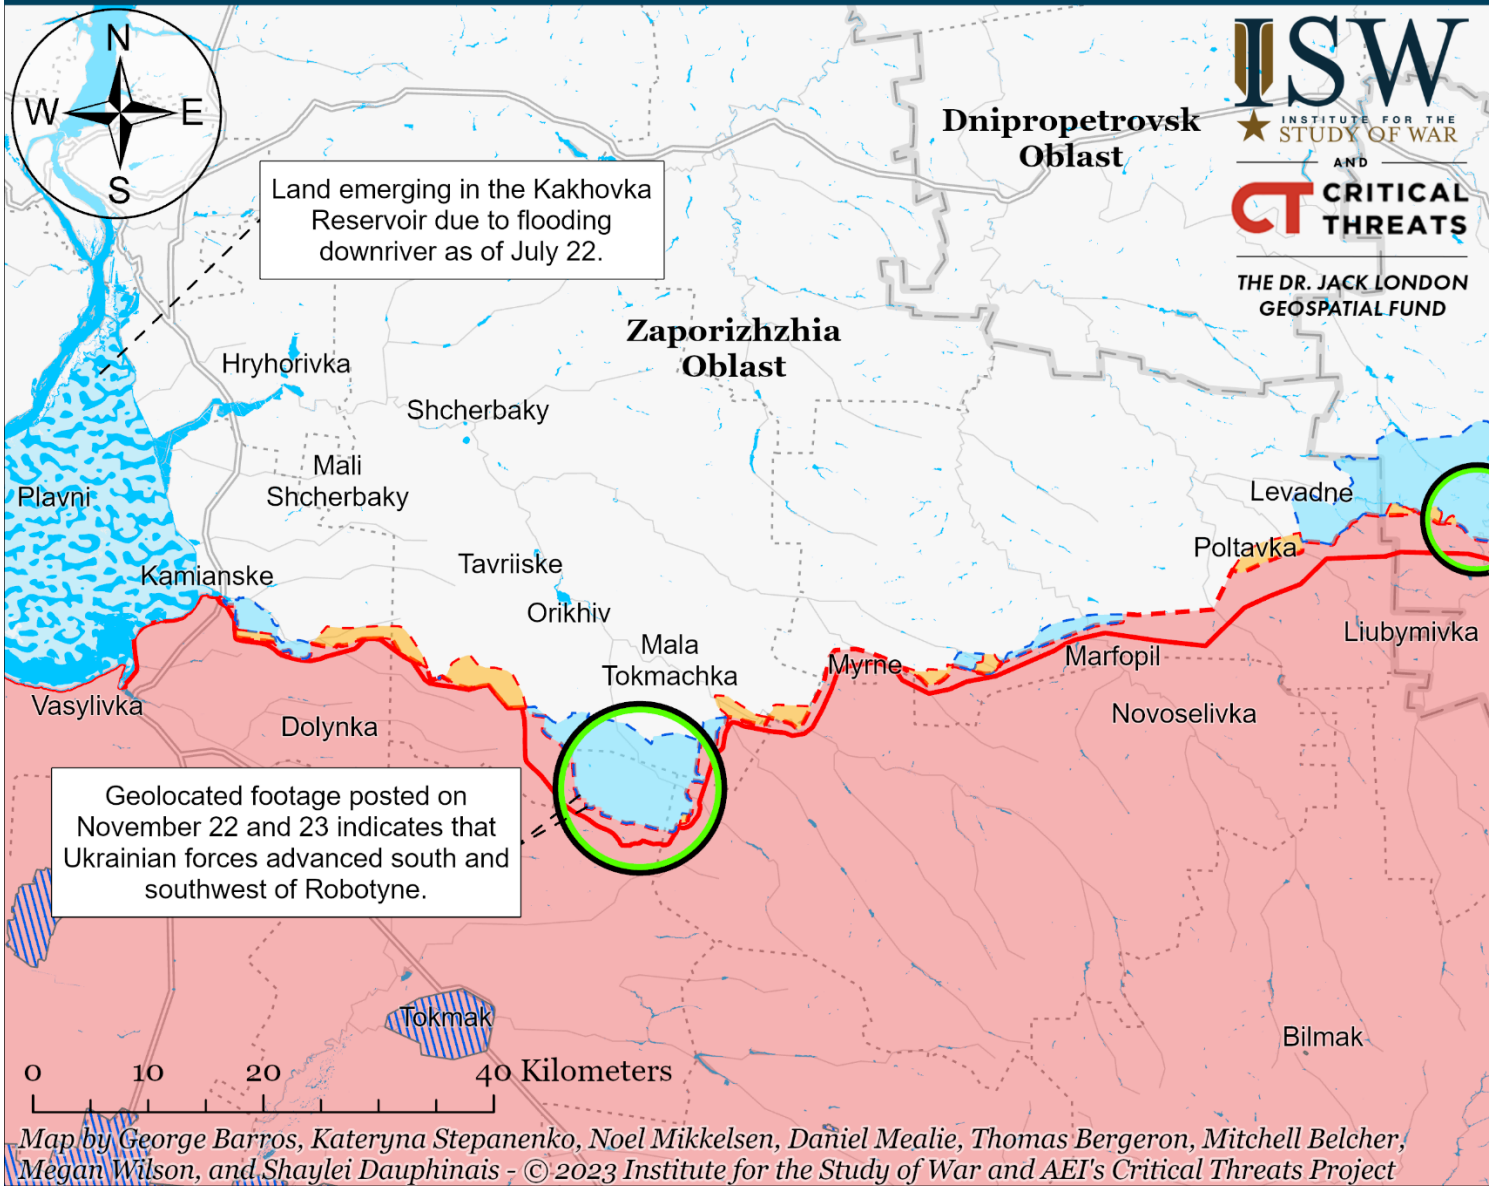 N
W
E
S
ISW
INSTITUTE FOR THE
STUDY OF WAR
AND
CT CRITICAL
THREATS
THE DR. JACK LONDON
GEOSPATIAL FUND
Dnipropetrovsk
Oblast
Land emerging in the Kakhovka
Reservoir due to flooding
downriver as of July 22.
Zaporizhzhia
Oblast
Hryhorivka
Shcherbaky
Mali
Shcherbaky
Plavni
Levadne
Poltavka
Tavriiske
Kamianske
Orikhiv
Liubymivka
Mala
Tokmachka
Myrne
Marfopil
Vasylivka
Dolynka
Novoselivka
Geolocated footage posted on
November 22 and 23 indicates that
Ukrainian forces advanced south and
southwest of Robotyne.
Tokmak
Bilmak
0 10 20 40 Kilometers
Map by George Barros, Kateryna Stepanenko, Noel Mikkelsen, Daniel Mealie, Thomas Bergeron, Mitchell Belcher,
Megan Wilson, and Shaylei Dauphinais - © 2023 Institute for the Study of War and AEI's Critical Threats Project